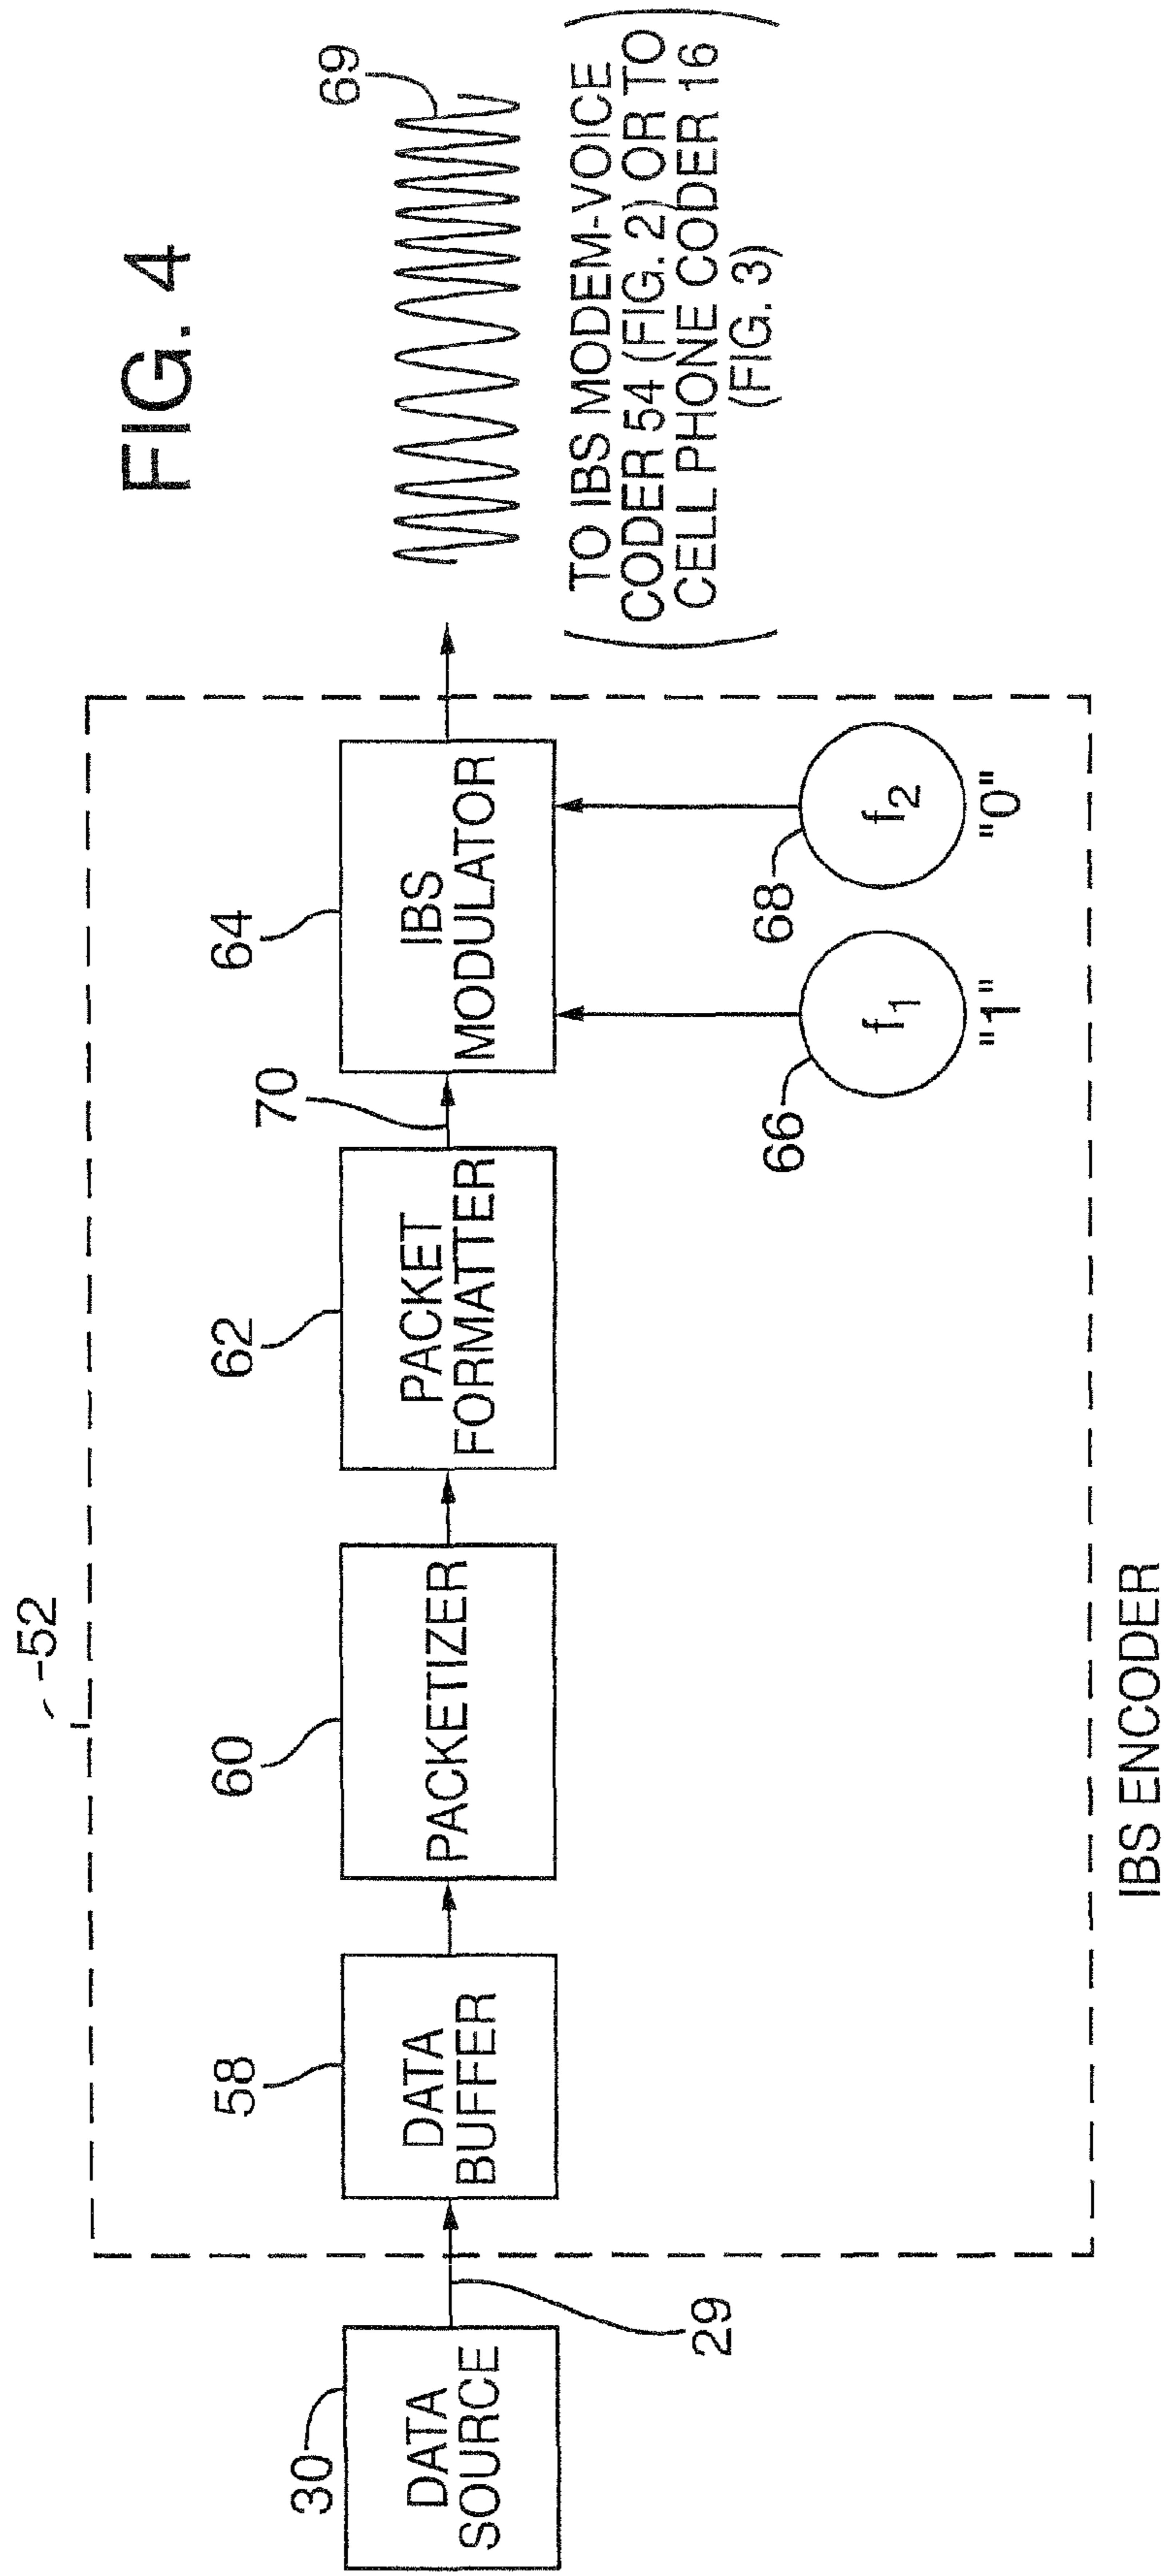 FIG. 4
52
30
DATA
SOURCE
29
58
DATA
BUFFER
60
PACKETIZER
62
PACKET
FORMATTER
70
64
IBS
MODULATOR
66
f1
"1"
68
f2
"0"
69
(TO IBS MODEM-VOICE
CODER 54 (FIG. 2) OR TO
CELL PHONE CODER 16
(FIG. 3))
IBS ENCODER